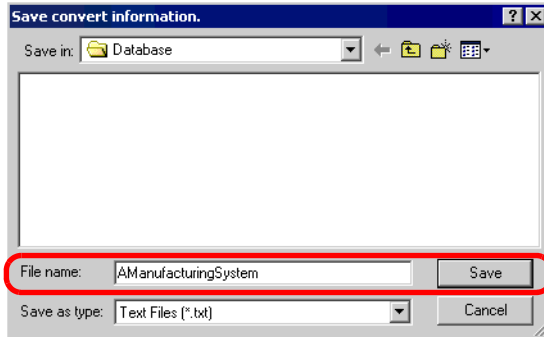 Save convert information.
Save in: Database
File name: AManufacturingSystem Save
Save as type: Text Files (*.txt) Cancel